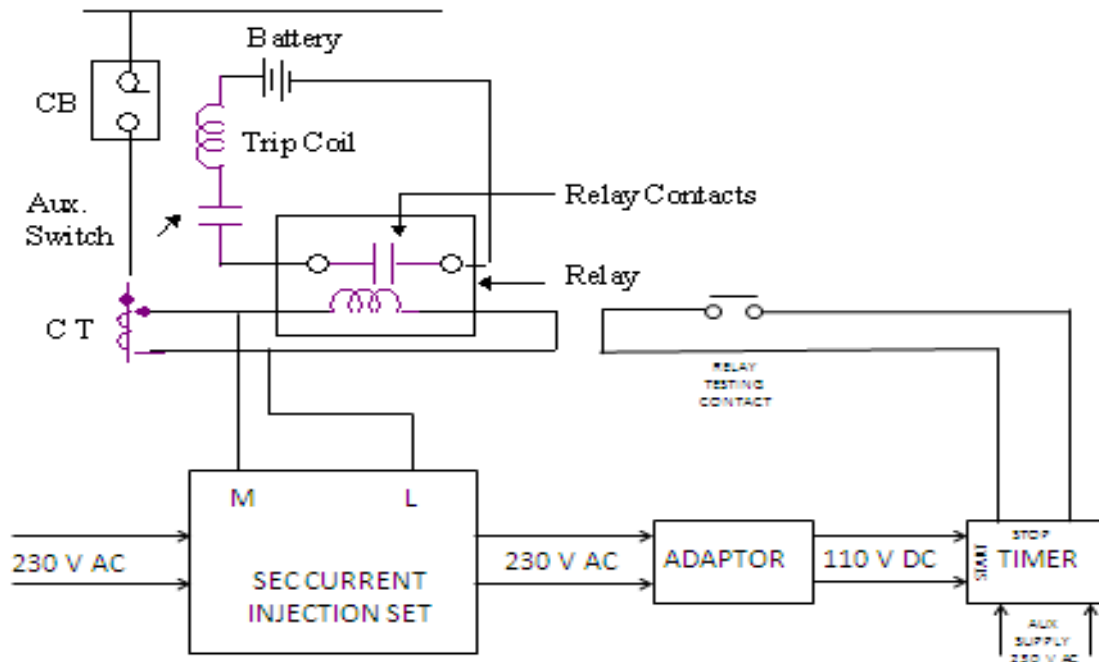 Battery
CB
Trip Coil
Relay Contacts
Aux.
Switch
Relay
C T
RELAY
TESTING
CONTACT
M L
230 V AC
SEC CURRENT
INJECTION SET
230 V AC
ADAPTOR
110 V DC
START
STOP
TIMER
AUX
SUPPLY
V AC